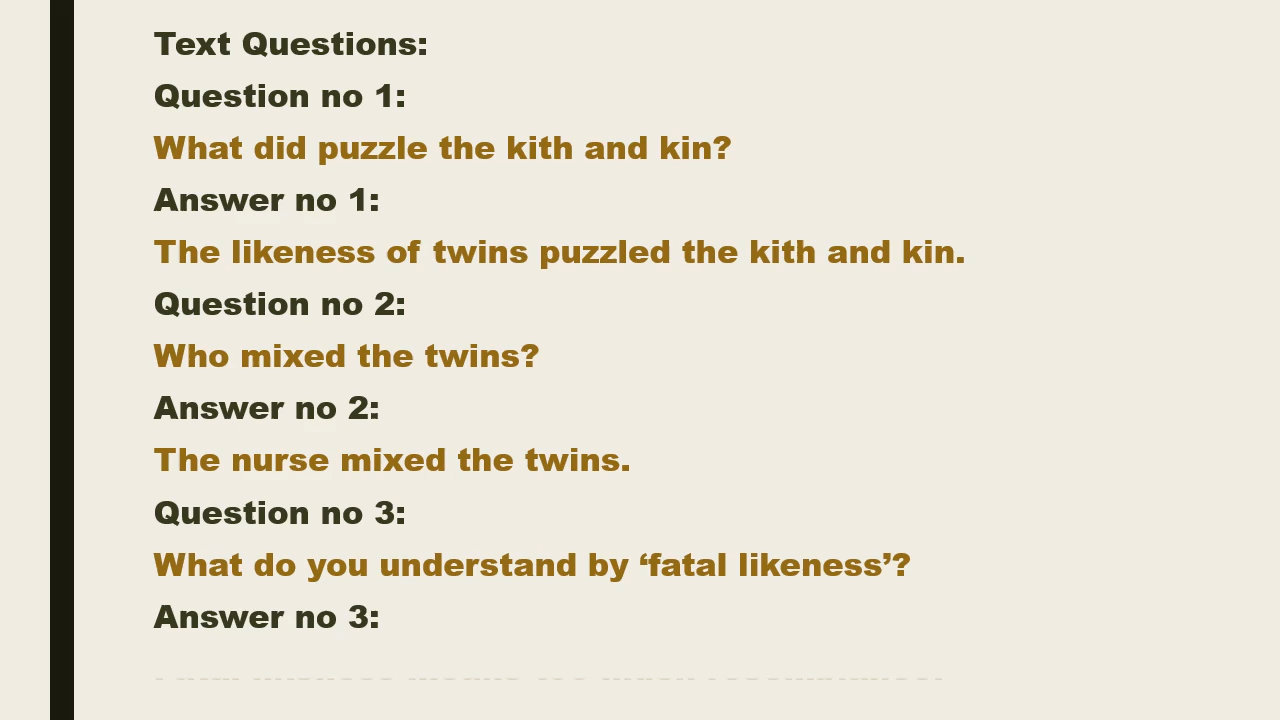 Text Questions:
Question no 1:
What did puzzle the kith and kin?
Answer no 1:
The likeness of twins puzzled the kith and kin.
Question no 2:
Who mixed the twins?
Answer no 2:
The nurse mixed the twins.
Question no 3:
What do you understand by ‘fatal likeness’?
Answer no 3: